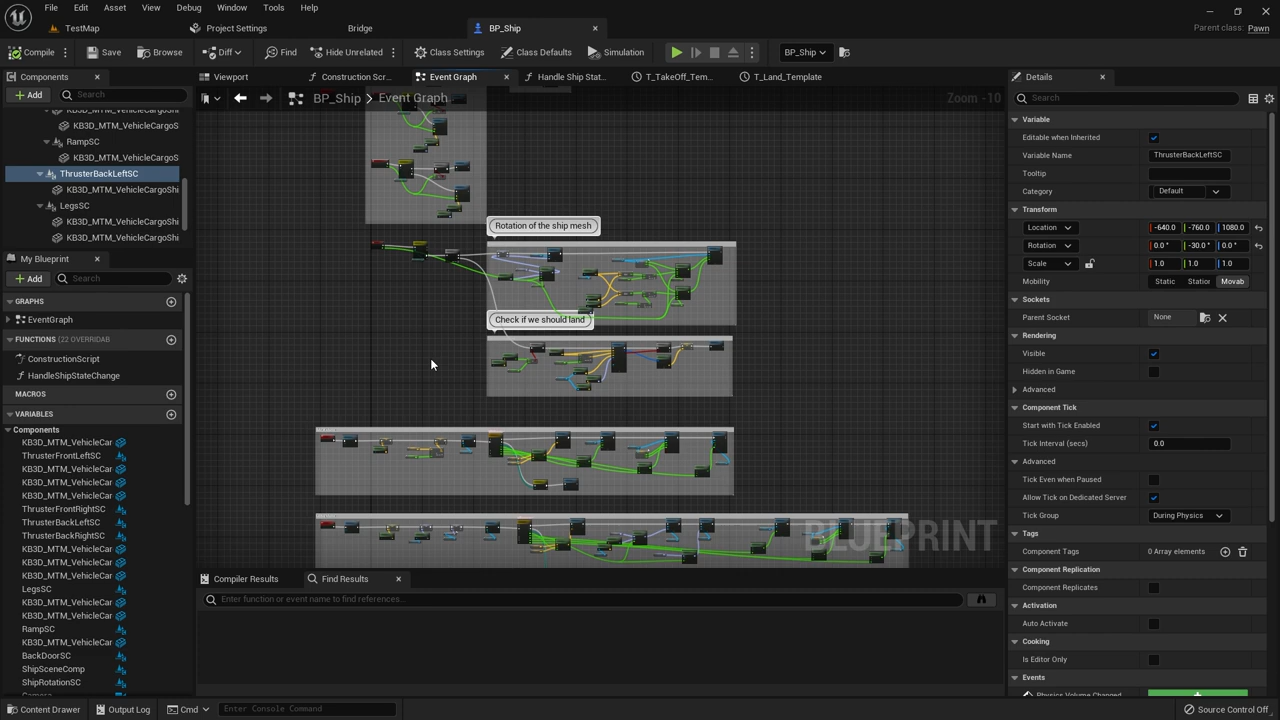 File Edit Asset View Debug Window Tools Help
TestMap Project Settings Bridge BP_Ship
Parent class: Pawn
Compile Save Browse Diff Find Hide Unrelated Class Settings Class Defaults Simulation BP_Ship
Components
Add Search
KB3D_MTM_VehicleCargoS
KB3D_MTM_VehicleCargoS
RampSC
KB3D_MTM_VehicleCargoS
ThrusterBackLeftSC
KB3D_MTM_VehicleCargoShi
LegsSC
KB3D_MTM_VehicleCargoShi
KB3D_MTM_VehicleCargoShi
My Blueprint
Add Search
GRAPHS
EventGraph
FUNCTIONS (22 OVERRIDAB
ConstructionScript
HandleShipStateChange
MACROS
VARIABLES
Components
KB3D_MTM_VehicleCar
ThrusterFrontLeftSC
KB3D_MTM_VehicleCar
KB3D_MTM_VehicleCar
KB3D_MTM_VehicleCar
ThrusterFrontRightSC
ThrusterBackLeftSC
ThrusterBackRightSC
KB3D_MTM_VehicleCar
KB3D_MTM_VehicleCar
KB3D_MTM_VehicleCar
LegsSC
KB3D_MTM_VehicleCar
KB3D_MTM_VehicleCar
RampSC
KB3D_MTM_VehicleCar
BackDoorSC
ShipSceneComp
ShipRotationSC
Camera
Viewport Construction Scr... Event Graph Handle Ship Stat... T_TakeOff_Tem... T_Land_Template
BP_Ship > Event Graph
Zoom -10
Rotation of the ship mesh
Check if we should land
BLUEPRINT
Compiler Results Find Results
Enter function or event name to find references...
Details
Search
Variable
Editable when Inherited
Variable Name ThrusterBackLeftSC
Tooltip
Category Default
Transform
Location -640.0 -760.0 1080.0
Rotation 0.0 ° -30.0 ° 0.0 °
Scale 1.0 1.0 1.0
Mobility Static Station Movab
Sockets
Parent Socket None
Rendering
Visible
Hidden in Game
Advanced
Component Tick
Start with Tick Enabled
Tick Interval (secs) 0.0
Advanced
Tick Even when Paused
Allow Tick on Dedicated Server
Tick Group During Physics
Tags
Component Tags 0 Array elements
Component Replication
Component Replicates
Activation
Auto Activate
Cooking
Is Editor Only
Events
Physics Volume Changed
Content Drawer Output Log Cmd Enter Console Command Source Control Off